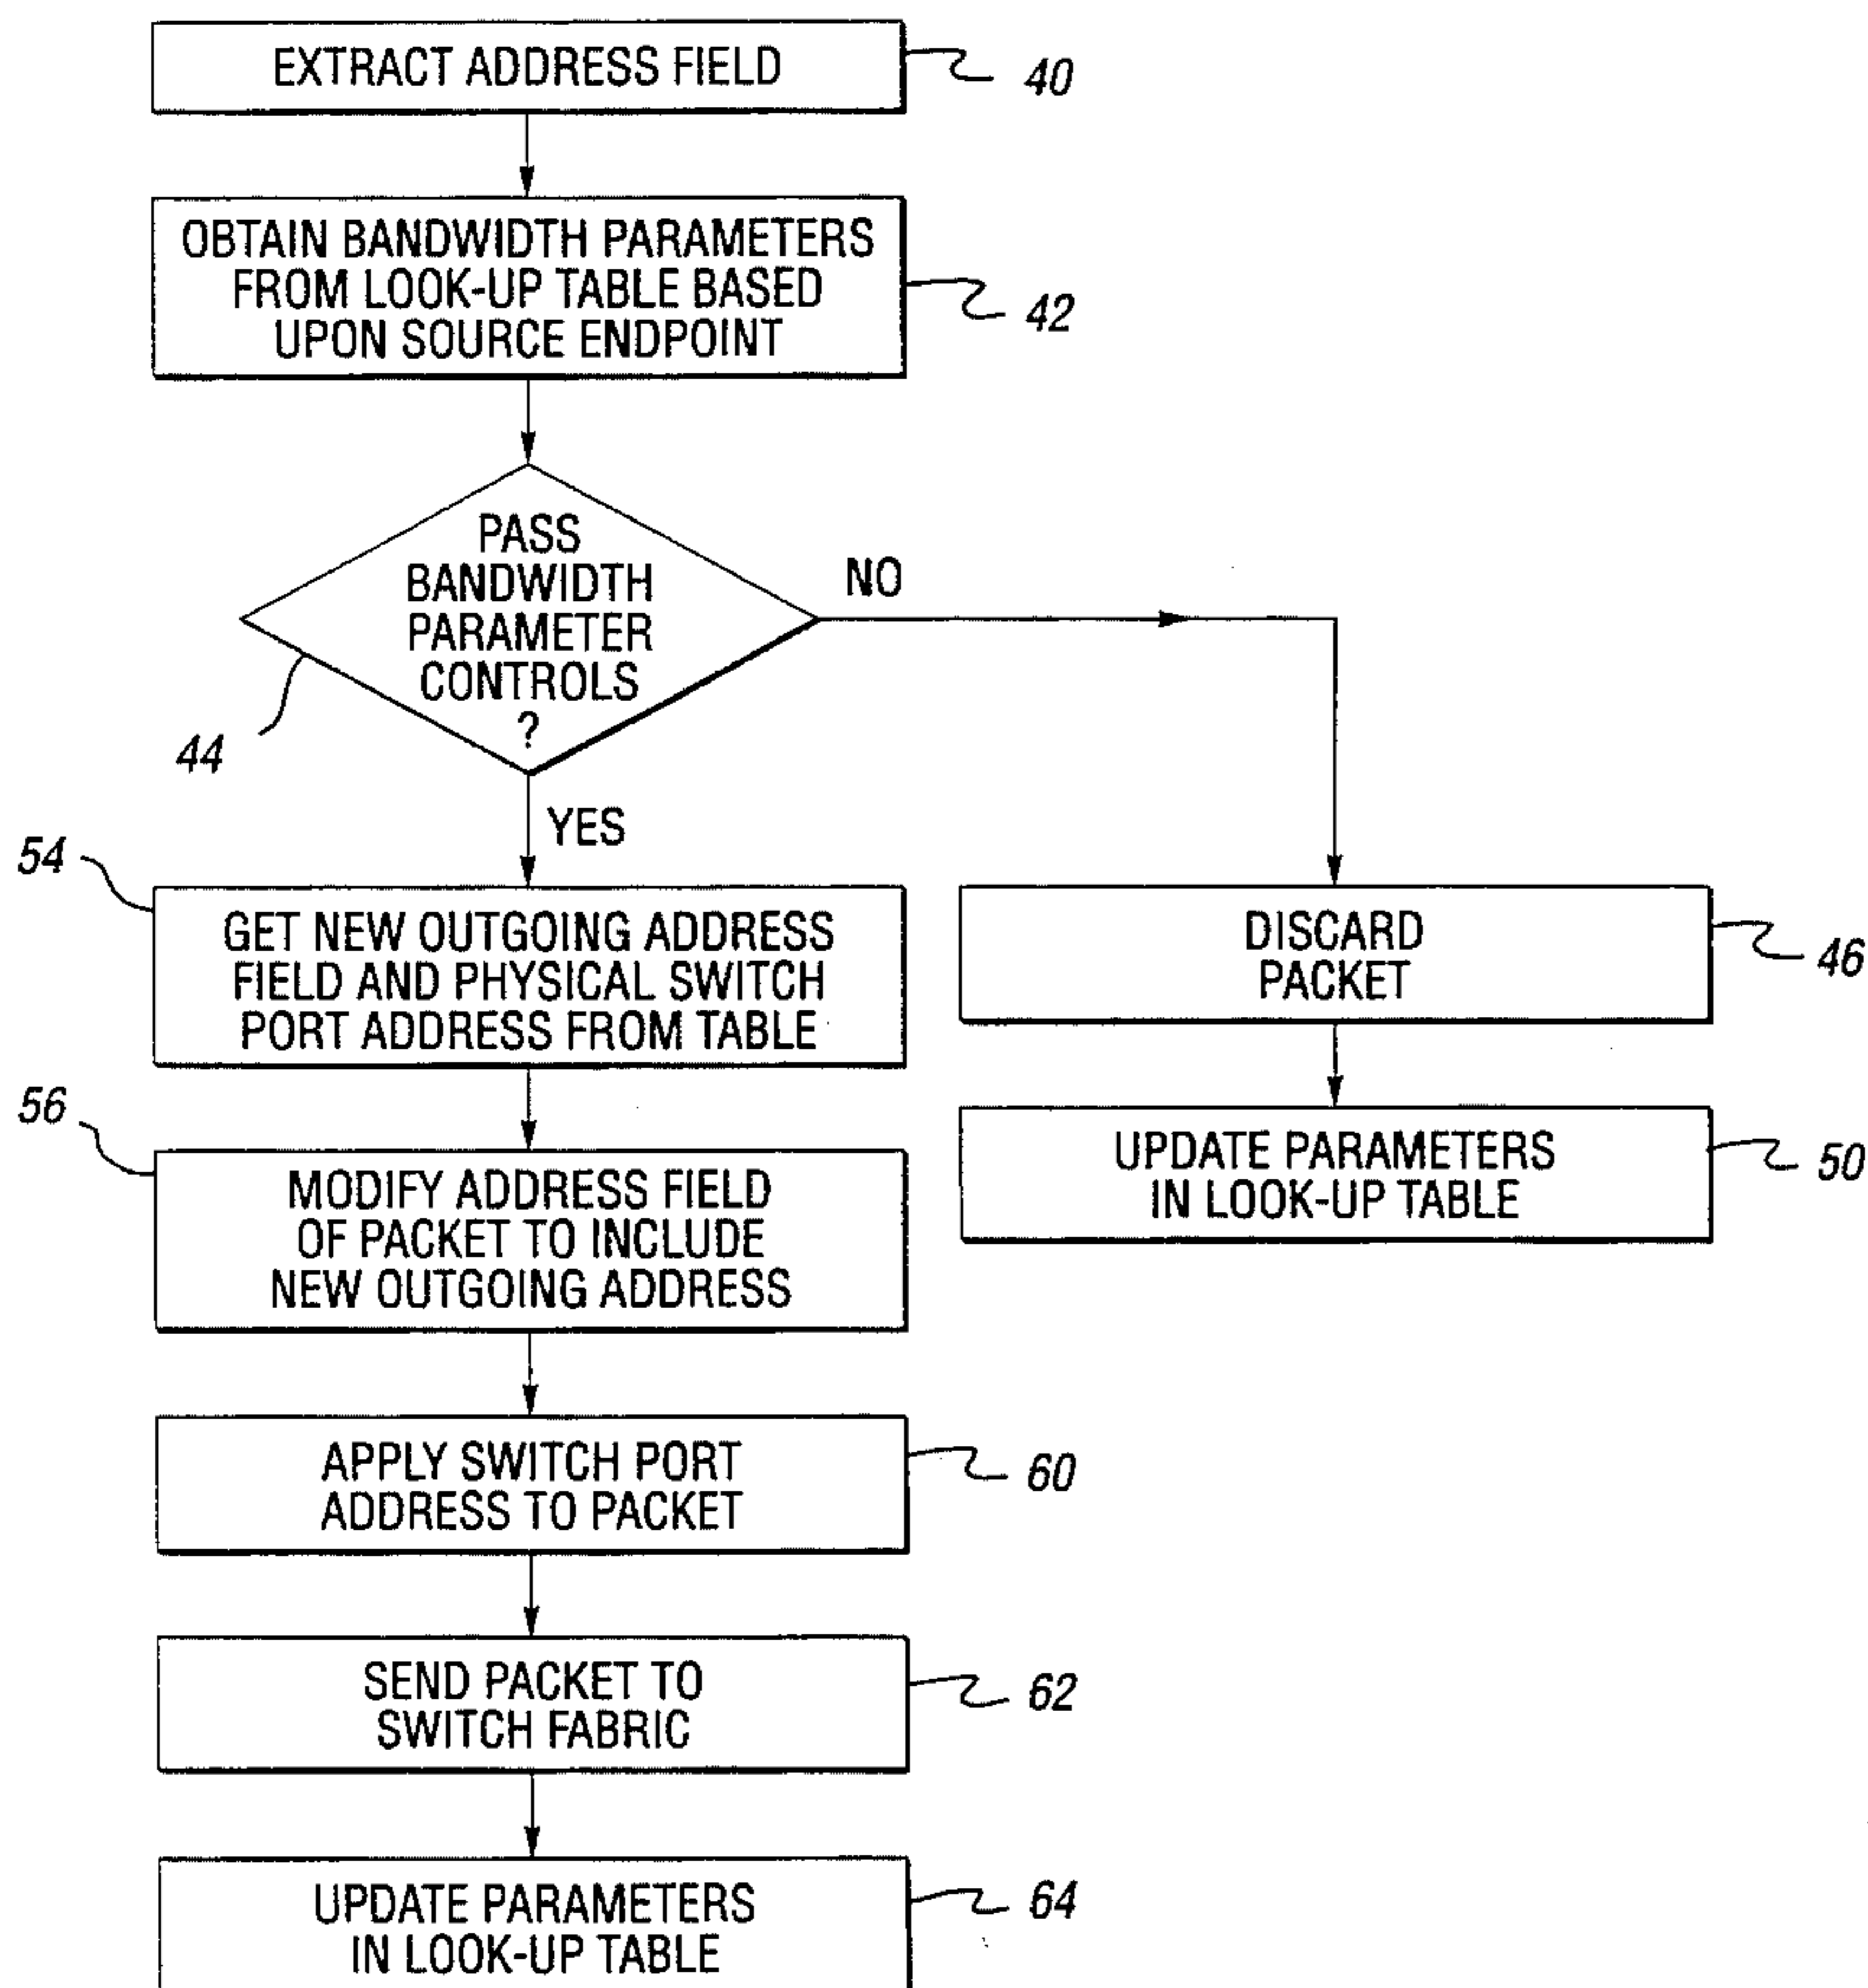 EXTRACT ADDRESS FIELD
40
OBTAIN BANDWIDTH PARAMETERS
FROM LOOK-UP TABLE BASED
UPON SOURCE ENDPOINT
42
PASS
BANDWIDTH
PARAMETER
CONTROLS
?
44
NO
YES
54
GET NEW OUTGOING ADDRESS
FIELD AND PHYSICAL SWITCH
PORT ADDRESS FROM TABLE
DISCARD
PACKET
46
56
MODIFY ADDRESS FIELD
OF PACKET TO INCLUDE
NEW OUTGOING ADDRESS
UPDATE PARAMETERS
IN LOOK-UP TABLE
50
APPLY SWITCH PORT
ADDRESS TO PACKET
60
SEND PACKET TO
SWITCH FABRIC
62
UPDATE PARAMETERS
IN LOOK-UP TABLE
64